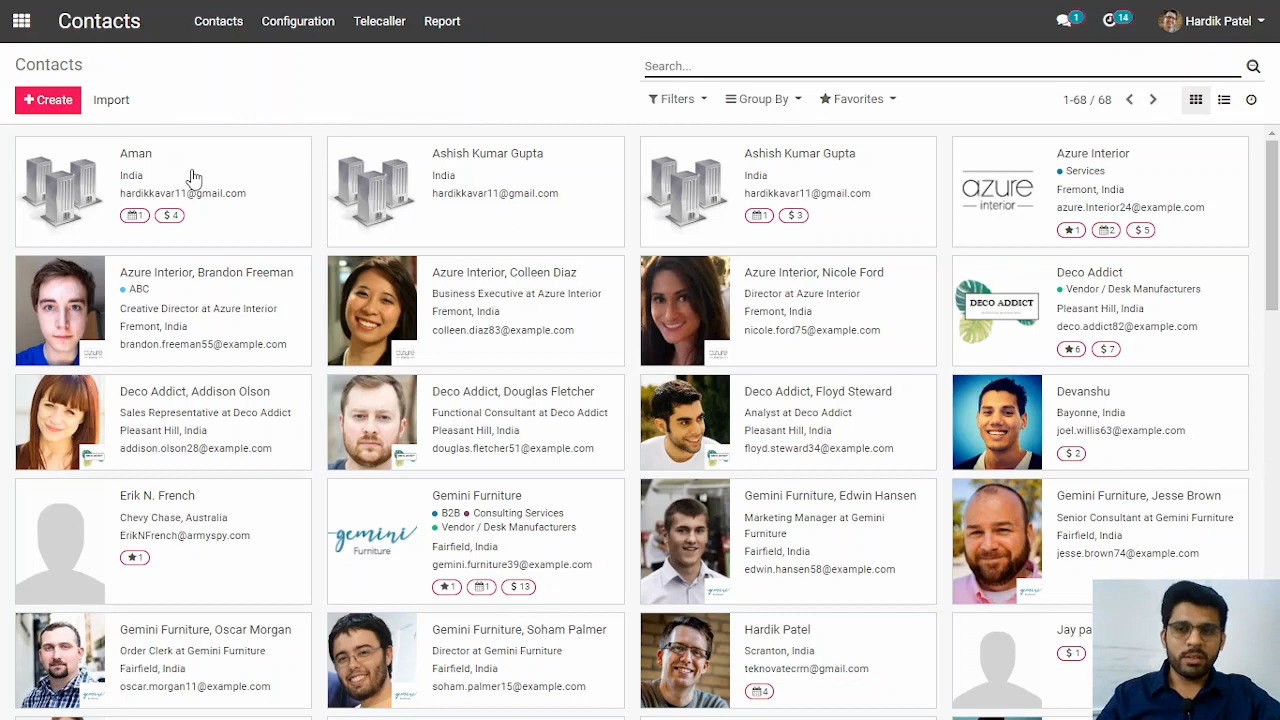 Contacts
Contacts Configuration Telecaller Report
1 14 Hardik Patel
Contacts
Search...
Create Import
Filters Group By Favorites 1-68 / 68
Aman
India
hardikkavar11@gmail.com
1 $ 4
Ashish Kumar Gupta
India
hardikkavar11@gmail.com
Ashish Kumar Gupta
India
hardikkavar11@gmail.com
1 $ 3
azure
interior
Azure Interior
Services
Fremont, India
azure.Interior24@example.com
1 2 $ 5
Azure Interior, Brandon Freeman
ABC
Creative Director at Azure Interior
Fremont, India
brandon.freeman55@example.com
azure
Azure Interior, Colleen Diaz
Business Executive at Azure Interior
Fremont, India
colleen.diaz83@example.com
azure
Azure Interior, Nicole Ford
Director at Azure Interior
Fremont, India
nicole.ford75@example.com
azure
DECO ADDICT
Deco Addict
Vendor / Desk Manufacturers
Pleasant Hill, India
deco.addict82@example.com
6 $ 7
Deco Addict, Addison Olson
Sales Representative at Deco Addict
Pleasant Hill, India
addison.olson28@example.com
Deco Addict, Douglas Fletcher
Functional Consultant at Deco Addict
Pleasant Hill, India
douglas.fletcher51@example.com
Deco Addict, Floyd Steward
Analyst at Deco Addict
Pleasant Hill, India
floyd.steward34@example.com
Devanshu
Bayonne, India
joel.willis63@example.com
$ 2
Erik N. French
Chevy Chase, Australia
ErikNFrench@armyspy.com
1
gemini
Furniture
Gemini Furniture
B2B Consulting Services
Vendor / Desk Manufacturers
Fairfield, India
gemini.furniture39@example.com
1 1 $ 13
Gemini Furniture, Edwin Hansen
Marketing Manager at Gemini
Furniture
Fairfield, India
edwin.hansen58@example.com
gemini
Gemini Furniture, Jesse Brown
Senior Consultant at Gemini Furniture
Fairfield, India
jesse.brown74@example.com
gemini
Gemini Furniture, Oscar Morgan
Order Clerk at Gemini Furniture
Fairfield, India
oscar.morgan11@example.com
gemini
Gemini Furniture, Soham Palmer
Director at Gemini Furniture
Fairfield, India
soham.palmer15@example.com
gemini
Hardik Patel
Scranton, India
teknovatecrm@gmail.com
4
Jay pa
$ 1